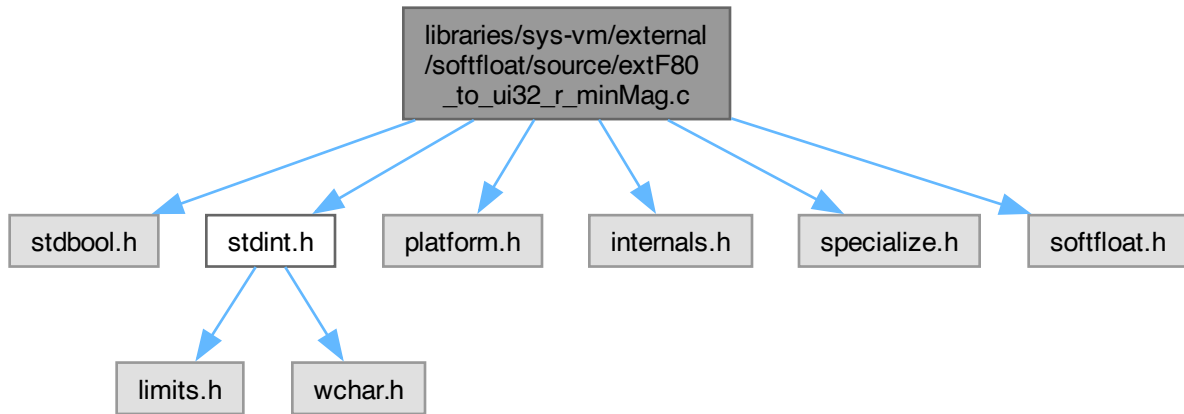 libraries/sys-vm/external
/softfloat/source/extF80
_to_ui32_r_minMag.c
stdbool.h
stdint.h
platform.h
internals.h
specialize.h
softfloat.h
limits.h
wchar.h